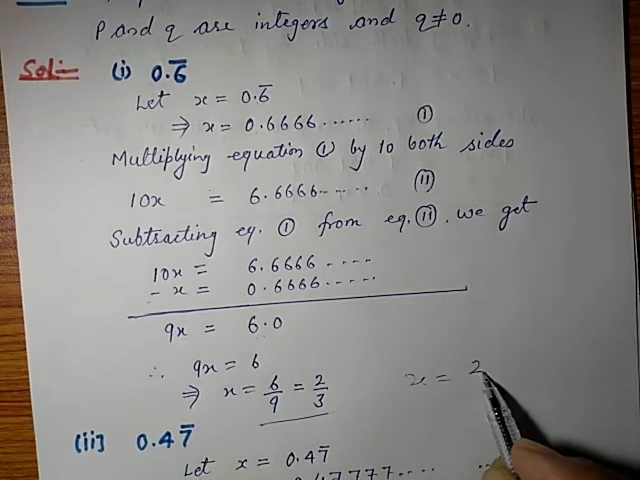 P and q are integers and q≠0.
Sol:- (i) 0.6̅
Let x = 0.6̅
⇒ x = 0.6666...... ①
Multiplying equation ① by 10 both sides
10x = 6.6666...... ⑪
Subtracting eq. ① from eq. ⑪. we get
10x = 6.6666 ....
- x = 0.6666.....
9x = 6.0
∴ 9x = 6
⇒ x = 6/9 = 2/3 x = 2
(ii) 0.47̅
Let x = 0.47̅